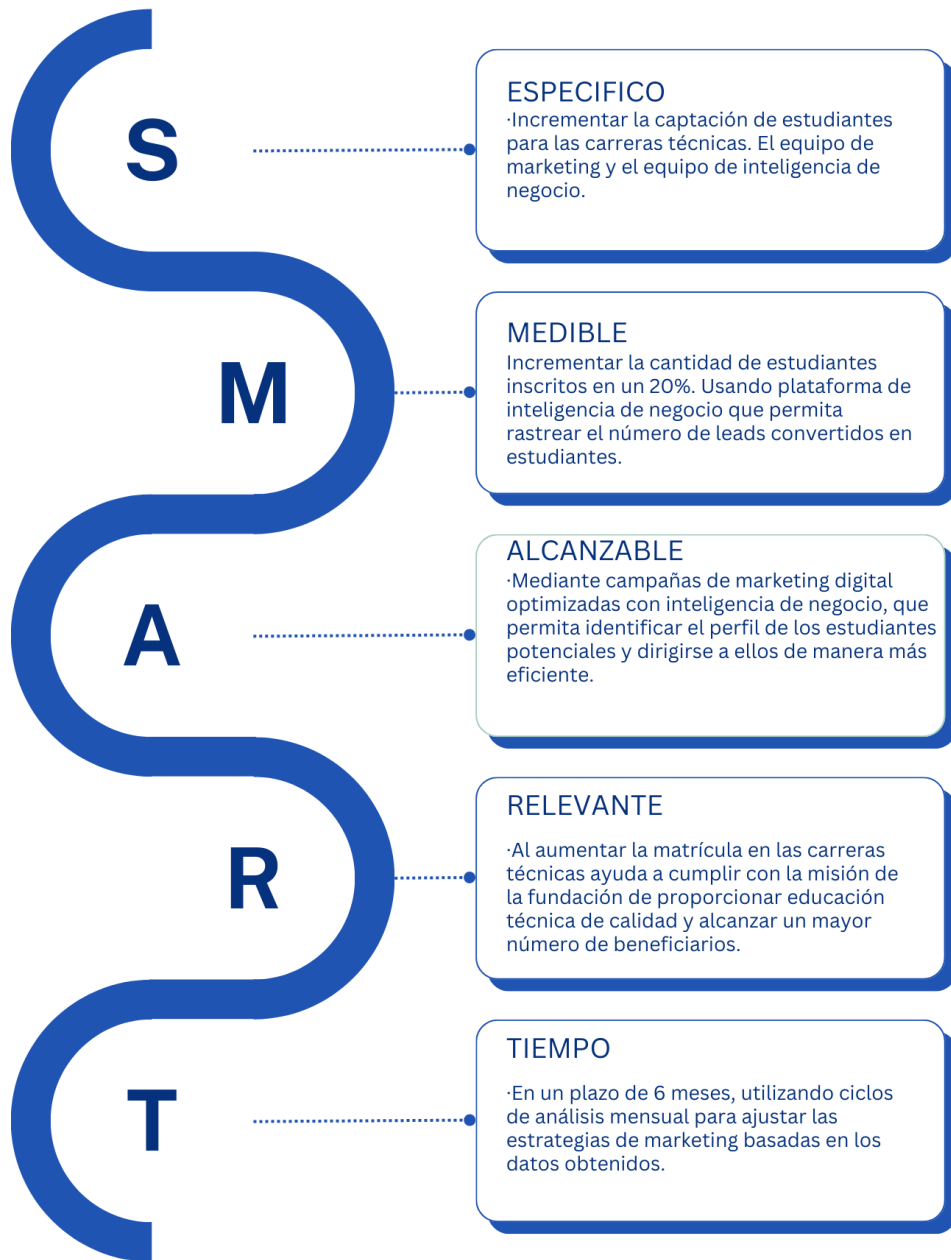 S
ESPECIFICO
·Incrementar la captación de estudiantes
para las carreras técnicas. El equipo de
marketing y el equipo de inteligencia de
negocio.
M
MEDIBLE
Incrementar la cantidad de estudiantes
inscritos en un 20%. Usando plataforma de
inteligencia de negocio que permita
rastrear el número de leads convertidos en
estudiantes.
A
ALCANZABLE
·Mediante campañas de marketing digital
optimizadas con inteligencia de negocio, que
permita identificar el perfil de los estudiantes
potenciales y dirigirse a ellos de manera más
eficiente.
R
RELEVANTE
·Al aumentar la matrícula en las carreras
técnicas ayuda a cumplir con la misión de
la fundación de proporcionar educación
técnica de calidad y alcanzar un mayor
número de beneficiarios.
T
TIEMPO
·En un plazo de 6 meses, utilizando ciclos
de análisis mensual para ajustar las
estrategias de marketing basadas en los
datos obtenidos.